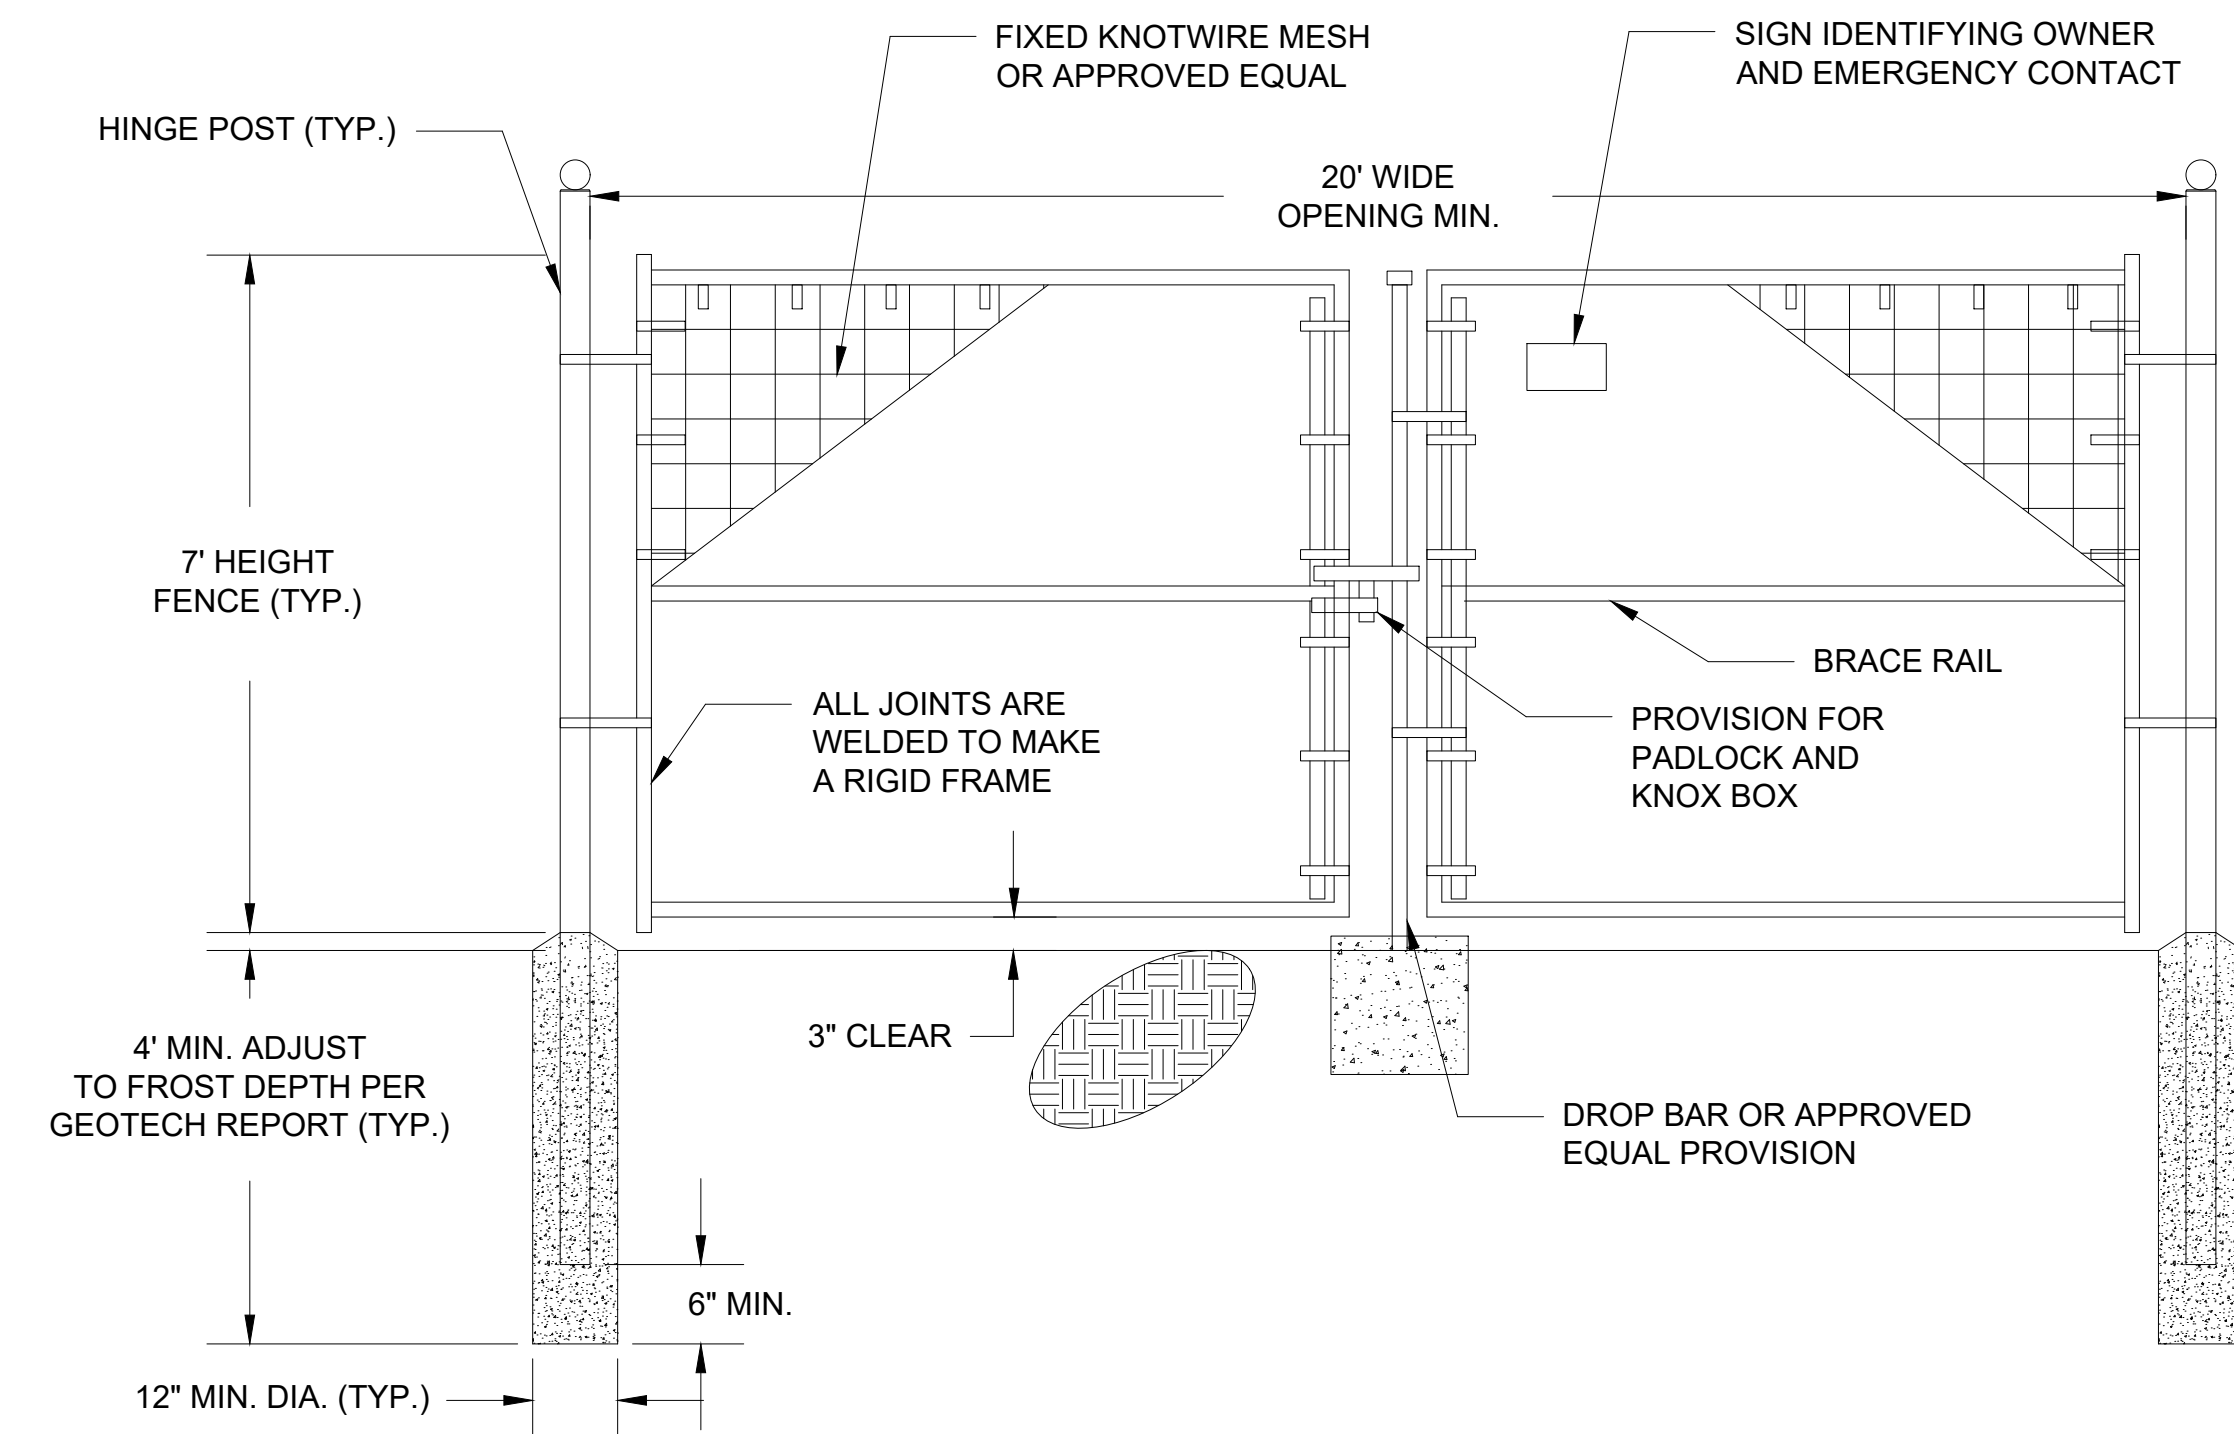 FIXED KNOTWIRE MESH
OR APPROVED EQUAL
SIGN IDENTIFYING OWNER
AND EMERGENCY CONTACT
HINGE POST (TYP.)
20' WIDE
OPENING MIN.
7' HEIGHT
FENCE (TYP.)
ALL JOINTS ARE
WELDED TO MAKE
A RIGID FRAME
BRACE RAIL
PROVISION FOR
PADLOCK AND
KNOX BOX
3" CLEAR
4' MIN. ADJUST
TO FROST DEPTH PER
GEOTECH REPORT (TYP.)
DROP BAR OR APPROVED
EQUAL PROVISION
6" MIN.
12" MIN. DIA. (TYP.)